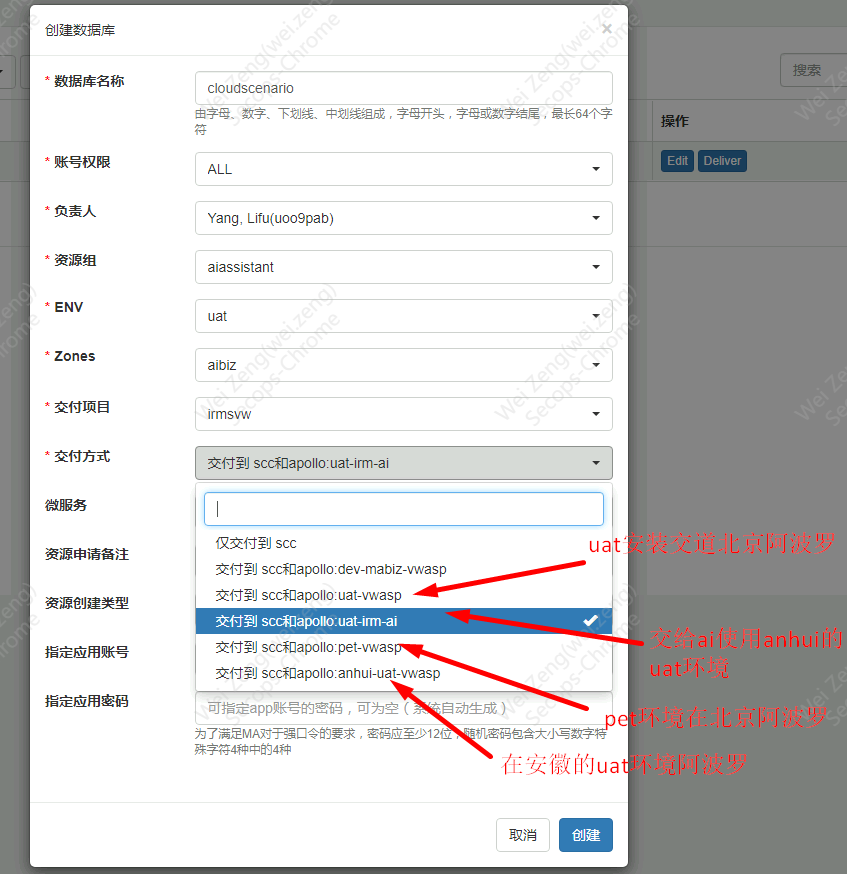 创建数据库
×
* 数据库名称
cloudscenario
由字母、数字、下划线、中划线组成，字母开头，字母或数字结尾，最长64个字
符
* 账号权限
ALL
* 负责人
Yang, Lifu(uoo9pab)
* 资源组
aiassistant
* ENV
uat
* Zones
aibiz
* 交付项目
irmsvw
* 交付方式
交付到 scc和apollo:uat-irm-ai
微服务
仅交付到 scc
资源申请备注
交付到 scc和apollo:dev-mabiz-vwasp
交付到 scc和apollo:uat-vwasp
资源创建类型
交付到 scc和apollo:uat-irm-ai
指定应用账号
交付到 scc和apollo:pet-vwasp
交付到 scc和apollo:anhui-uat-vwasp
指定应用密码
可指定app账号的密码，可为空（系统自动生成）
为了满足MA对于强口令的要求，密码应至少12位，随机密码包含大小写数字特
殊字符4种中的4种
取消
创建
搜索
操作
Edit
Deliver
uat安装交道北京阿波罗
交给ai使用anhui的
uat环境
pet环境在北京阿波罗
在安徽的uat环境阿波罗
Wei Zeng(wei.zeng)
Secops-Chrome